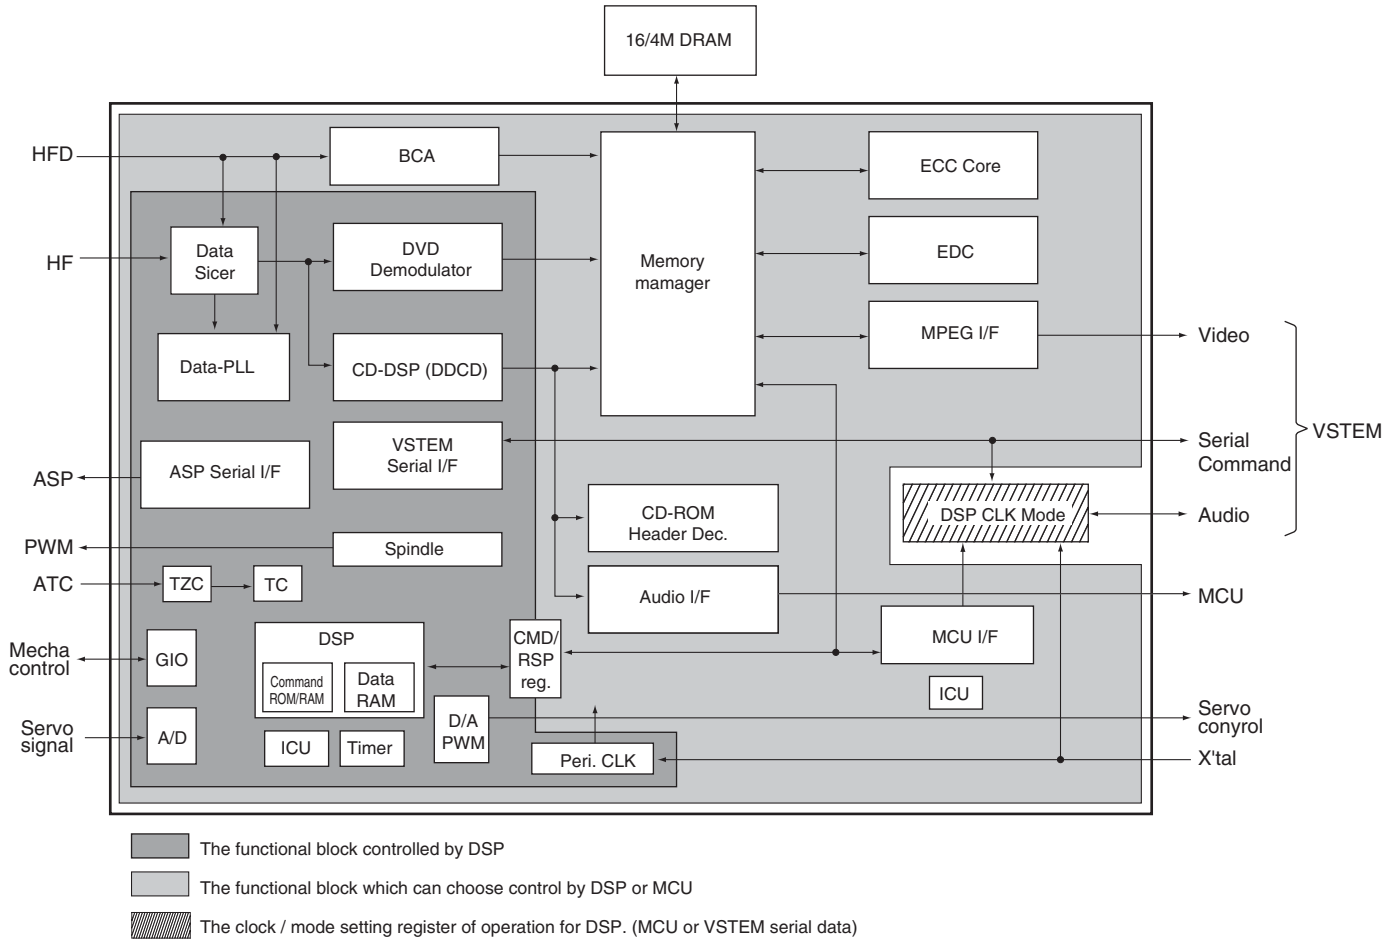 16/4M DRAM
HFD
BCA
ECC Core
HF
Data
Sicer
DVD
Demodulator
Memory
mamager
EDC
MPEG I/F
Video
Data-PLL
CD-DSP (DDCD)
VSTEM
Serial I/F
Serial
Command
VSTEM
ASP
ASP Serial I/F
CD-ROM
Header Dec.
DSP CLK Mode
Audio
PWM
Spindle
ATC
TZC
TC
Audio I/F
MCU
Mecha
control
GIO
DSP
Command
ROM/RAM
Data
RAM
CMD/
RSP
reg.
MCU I/F
ICU
Servo
signal
A/D
ICU
Timer
D/A
PWM
Peri. CLK
Servo
conyrol
X'tal
The functional block controlled by DSP
The functional block which can choose control by DSP or MCU
The clock / mode setting register of operation for DSP. (MCU or VSTEM serial data)